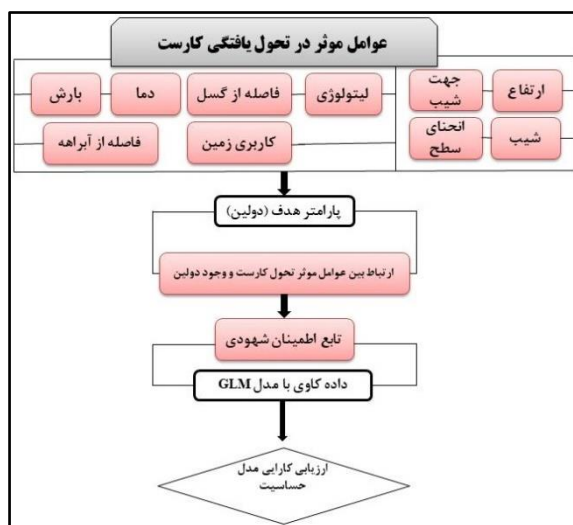 عوامل موثر در تحول یافتگی کارست
ارتفاع
جهت
شیب
لیتولوژی
فاصله از گسل
دما
بارش
شیب
انحنای
سطح
کاربری زمین
فاصله از آبراهه
پارامتر هدف (دولین)
ارتباط بین عوامل موثر تحول کارست و وجود دولین
تابع اطمینان شهودی
داده کاوی با مدل GLM
ارزیابی کارایی مدل
حساسیت